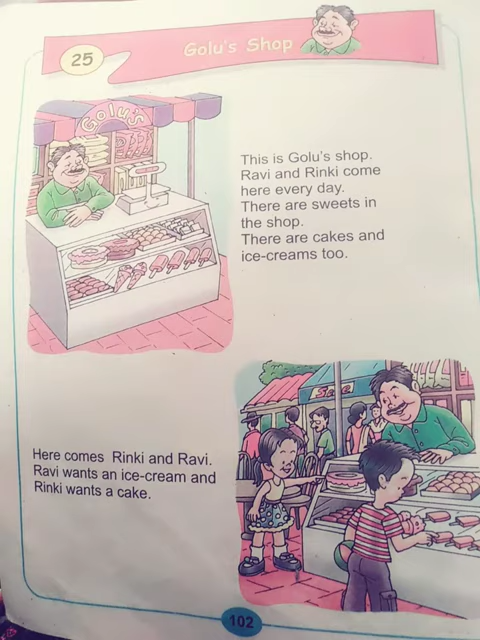 25
Golu's Shop
Golu's
This is Golu's shop.
Ravi and Rinki come
here every day.
There are sweets in
the shop.
There are cakes and
ice-creams too.
Sale
Here comes Rinki and Ravi.
Ravi wants an ice-cream and
Rinki wants a cake.
102